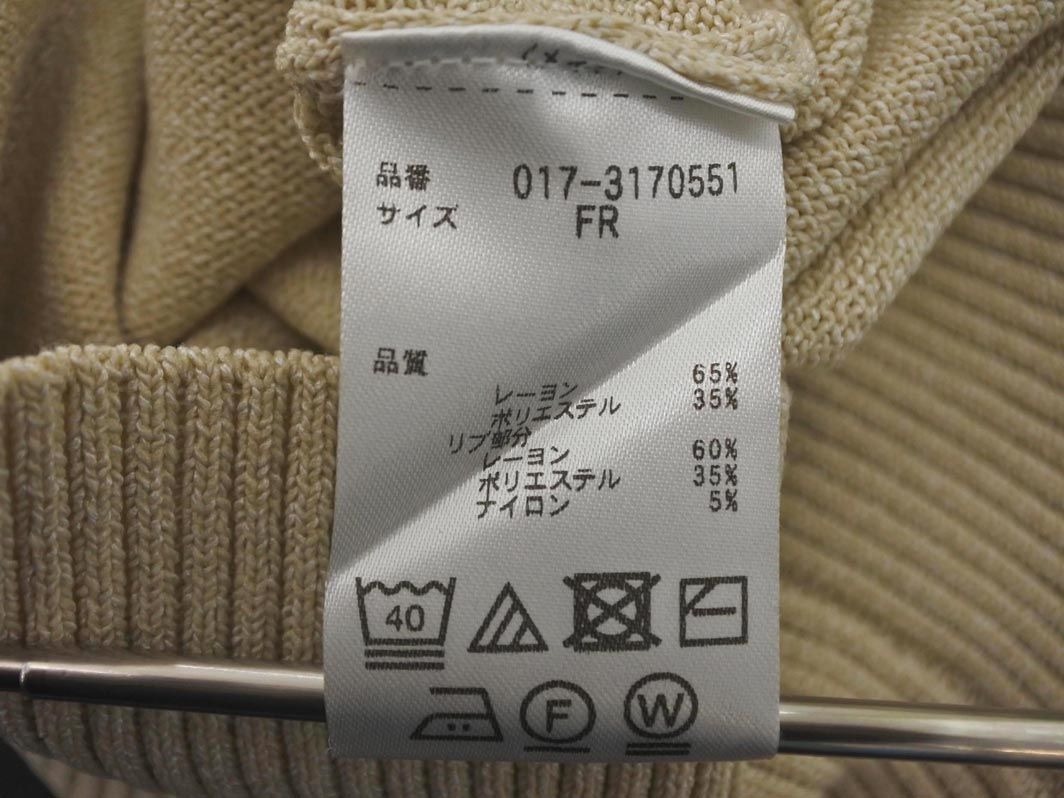 品番 017-3170551
サイズ FR
品質
レーヨン 65%
ポリエステル 35%
リブ部分
レーヨン 60%
ポリエステル 35%
ナイロン 5%
40
F W